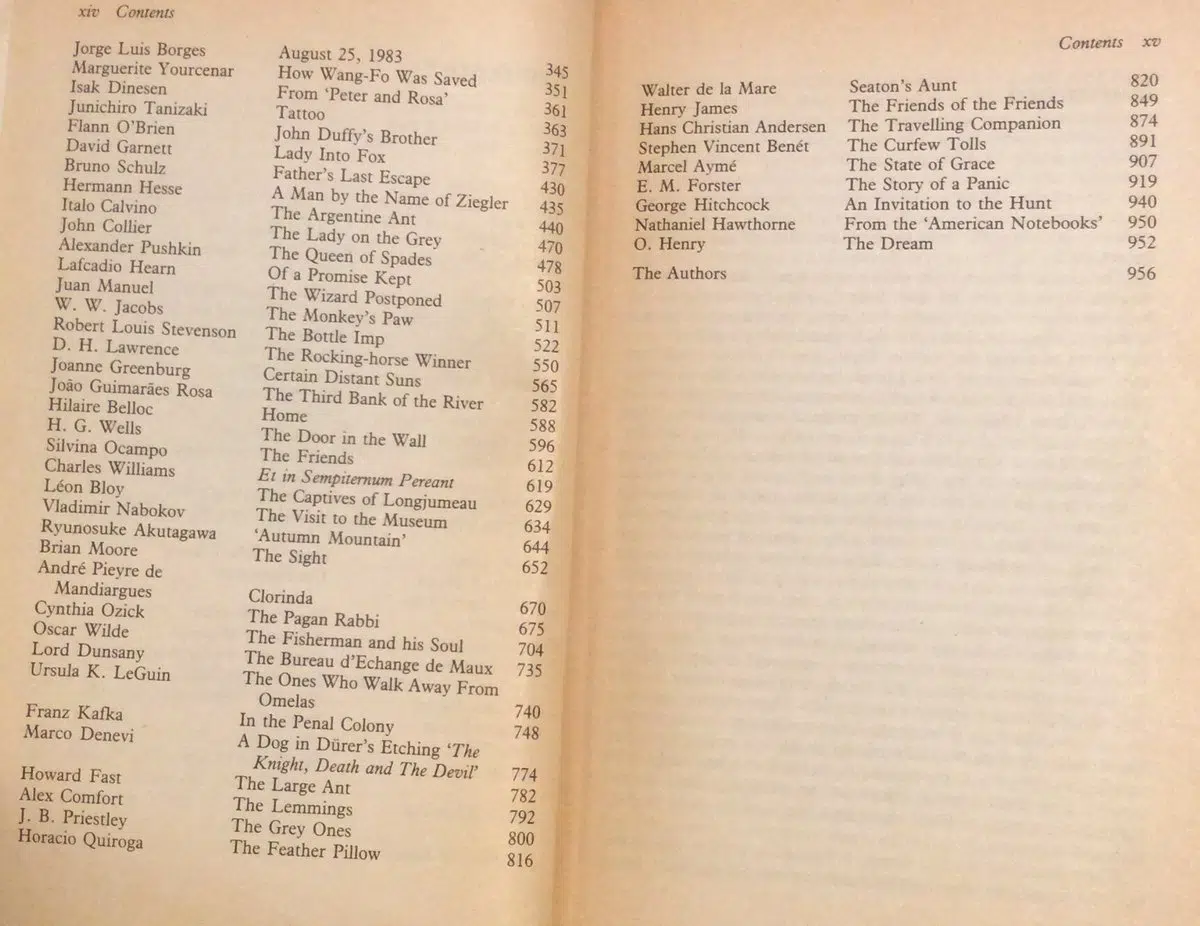 xiv Contents
Jorge Luis Borges August 25, 1983 345
Marguerite Yourcenar How Wang-Fo Was Saved 351
Isak Dinesen From ‘Peter and Rosa’ 361
Junichiro Tanizaki Tattoo 363
Flann O’Brien John Duffy’s Brother 371
David Garnett Lady Into Fox 377
Bruno Schulz Father’s Last Escape 430
Hermann Hesse A Man by the Name of Ziegler 435
Italo Calvino The Argentine Ant 440
John Collier The Lady on the Grey 470
Alexander Pushkin The Queen of Spades 478
Lafcadio Hearn Of a Promise Kept 503
Juan Manuel The Wizard Postponed 507
W. W. Jacobs The Monkey’s Paw 511
Robert Louis Stevenson The Bottle Imp 522
D. H. Lawrence The Rocking-horse Winner 550
Joanne Greenburg Certain Distant Suns 565
João Guimarães Rosa The Third Bank of the River 582
Hilaire Belloc Home 588
H. G. Wells The Door in the Wall 596
Silvina Ocampo The Friends 612
Charles Williams Et in Sempiternum Pereant 619
Léon Bloy The Captives of Longjumeau 629
Vladimir Nabokov The Visit to the Museum 634
Ryunosuke Akutagawa ‘Autumn Mountain’ 644
Brian Moore The Sight 652
André Pieyre de
Mandiargues Clorinda 670
Cynthia Ozick The Pagan Rabbi 675
Oscar Wilde The Fisherman and his Soul 704
Lord Dunsany The Bureau d’Echange de Maux 735
Ursula K. LeGuin The Ones Who Walk Away From
Omelas 740
Franz Kafka In the Penal Colony 748
Marco Denevi A Dog in Dürer’s Etching ‘The
Knight, Death and The Devil’ 774
Howard Fast The Large Ant 782
Alex Comfort The Lemmings 792
J. B. Priestley The Grey Ones 800
Horacio Quiroga The Feather Pillow 816
Contents xv
Walter de la Mare Seaton’s Aunt 820
Henry James The Friends of the Friends 849
Hans Christian Andersen The Travelling Companion 874
Stephen Vincent Benét The Curfew Tolls 891
Marcel Aymé The State of Grace 907
E. M. Forster The Story of a Panic 919
George Hitchcock An Invitation to the Hunt 940
Nathaniel Hawthorne From the ‘American Notebooks’ 950
O. Henry The Dream 952
The Authors 956